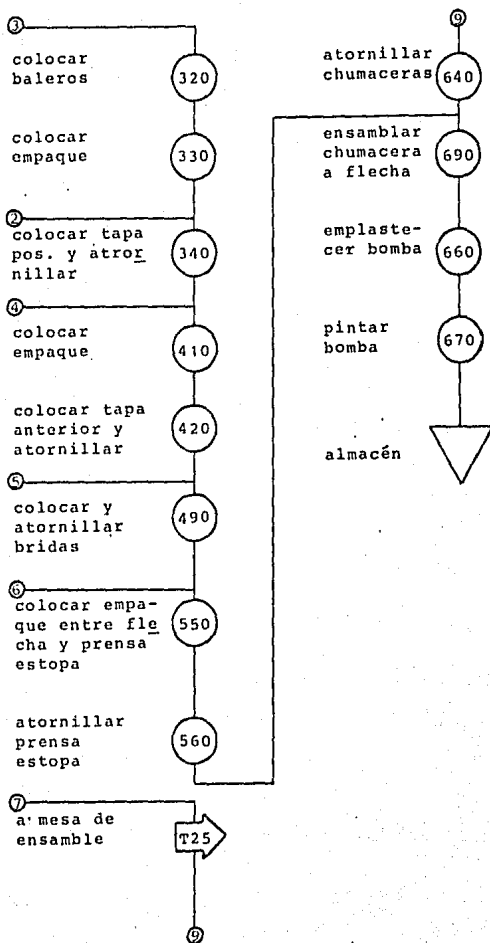 3
colocar
baleros
320
colocar
empaque
330
2
colocar tapa
pos. y atror
nillar
340
4
colocar
empaque
410
colocar tapa
anterior y
atornillar
420
5
colocar y
atornillar
bridas
490
6
colocar empa-
que entre fle
cha y prensa
estopa
550
atornillar
prensa
estopa
560
7
a mesa de
ensamble
T25
9
9
atornillar
chumaceras
640
ensamblar
chumacera
a flecha
690
emplaste-
cer bomba
660
pintar
bomba
670
almacén